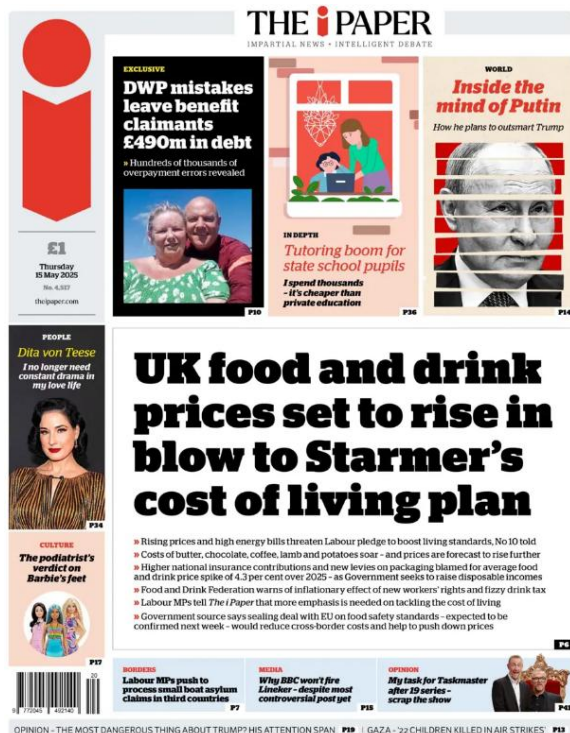 THE i PAPER
IMPARTIAL NEWS • INTELLIGENT DEBATE
£1
Thursday
15 May 2025
No. 4,517
theipaper.com
EXCLUSIVE
DWP mistakes
leave benefit
claimants
£490m in debt
» Hundreds of thousands of
overpayment errors revealed
P10
IN DEPTH
Tutoring boom for
state school pupils
I spend thousands
– it's cheaper than
private education
P36
WORLD
Inside the
mind of Putin
How he plans to outsmart Trump
P14
PEOPLE
Dita von Teese
I no longer need
constant drama in
my love life
P34
CULTURE
The podiatrist's
verdict on
Barbie's feet
P17
UK food and drink
prices set to rise in
blow to Starmer's
cost of living plan
» Rising prices and high energy bills threaten Labour pledge to boost living standards, No 10 told
» Costs of butter, chocolate, coffee, lamb and potatoes soar – and prices are forecast to rise further
» Higher national insurance contributions and new levies on packaging blamed for average food
and drink price spike of 4.3 per cent over 2025 – as Government seeks to raise disposable incomes
» Food and Drink Federation warns of inflationary effect of new workers' rights and fizzy drink tax
» Labour MPs tell The i Paper that more emphasis is needed on tackling the cost of living
» Government source says sealing deal with EU on food safety standards – expected to be
confirmed next week – would reduce cross-border costs and help to push down prices
P6
20
9 772045 492140
BORDERS
Labour MPs push to
process small boat asylum
claims in third countries
P7
MEDIA
Why BBC won't fire
Lineker – despite most
controversial post yet
P15
OPINION
My task for Taskmaster
after 19 series –
scrap the show
P41
OPINION – THE MOST DANGEROUS THING ABOUT TRUMP? HIS ATTENTION SPAN P19 | GAZA – '22 CHILDREN KILLED IN AIR STRIKES' P13